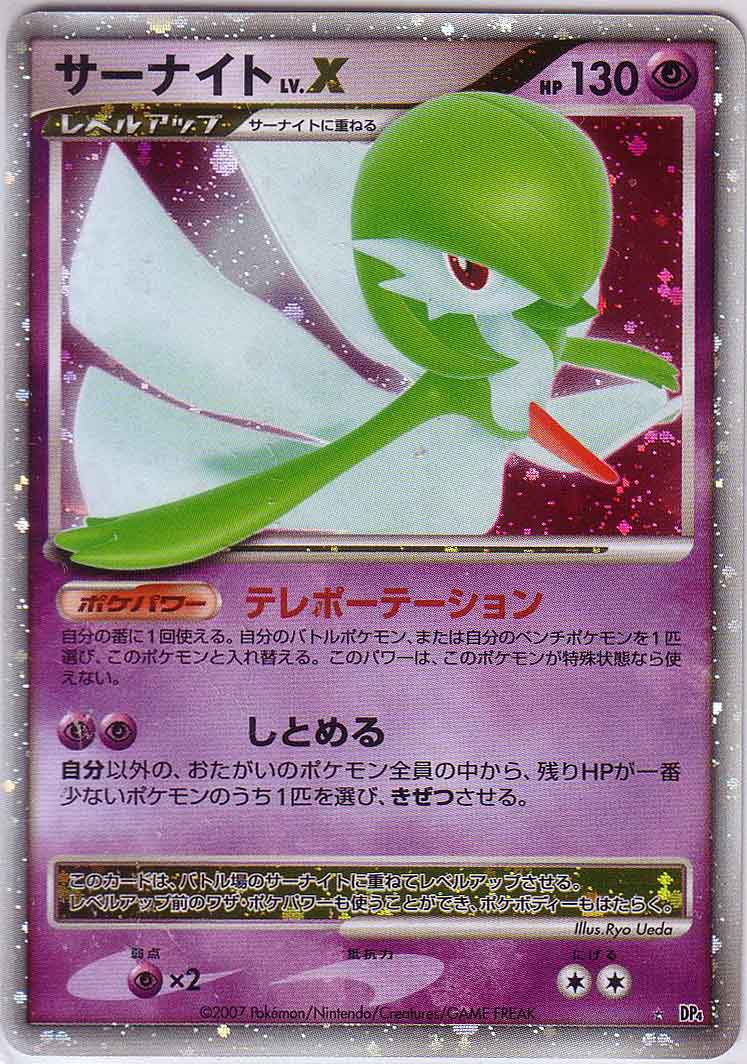 サーナイト LV.X HP 130
レベルアップ サーナイトに重ねる
ポケパワー テレポーテーション
自分の番に1回使える。自分のバトルポケモン、または自分のベンチポケモンを1匹
選び、このポケモンと入れ替える。このパワーは、このポケモンが特殊状態なら使
えない。
しとめる
自分以外の、おたがいのポケモン全員の中から、残りHPが一番
少ないポケモンのうち1匹を選び、きぜつさせる。
このカードは、バトル場のサーナイトに重ねてレベルアップさせる。
レベルアップ前のワザ・ポケパワーも使うことができ、ポケボディーもはたらく。
Illus.Ryo Ueda
弱点 抵抗力 にげる
×2
©2007 Pokémon/Nintendo/Creatures/GAME FREAK ★ DP4